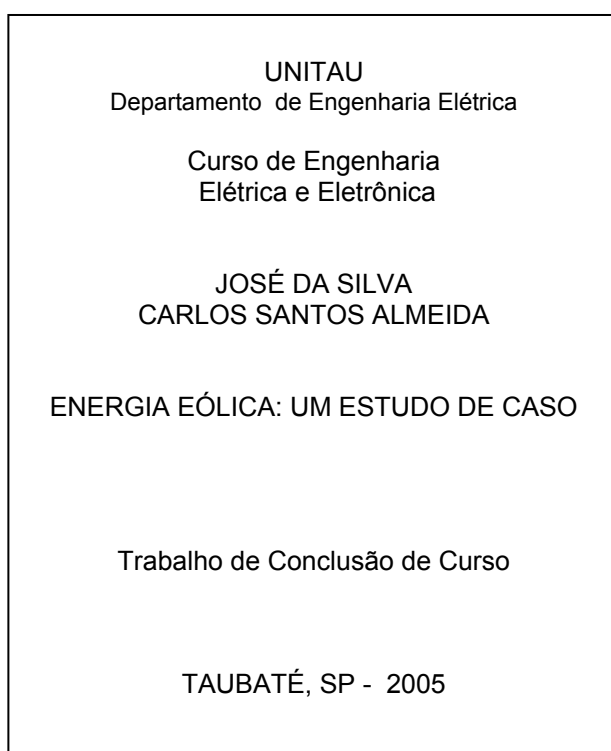 UNITAU
Departamento de Engenharia Elétrica
Curso de Engenharia
Elétrica e Eletrônica
JOSÉ DA SILVA
CARLOS SANTOS ALMEIDA
ENERGIA EÓLICA: UM ESTUDO DE CASO
Trabalho de Conclusão de Curso
TAUBATÉ, SP - 2005